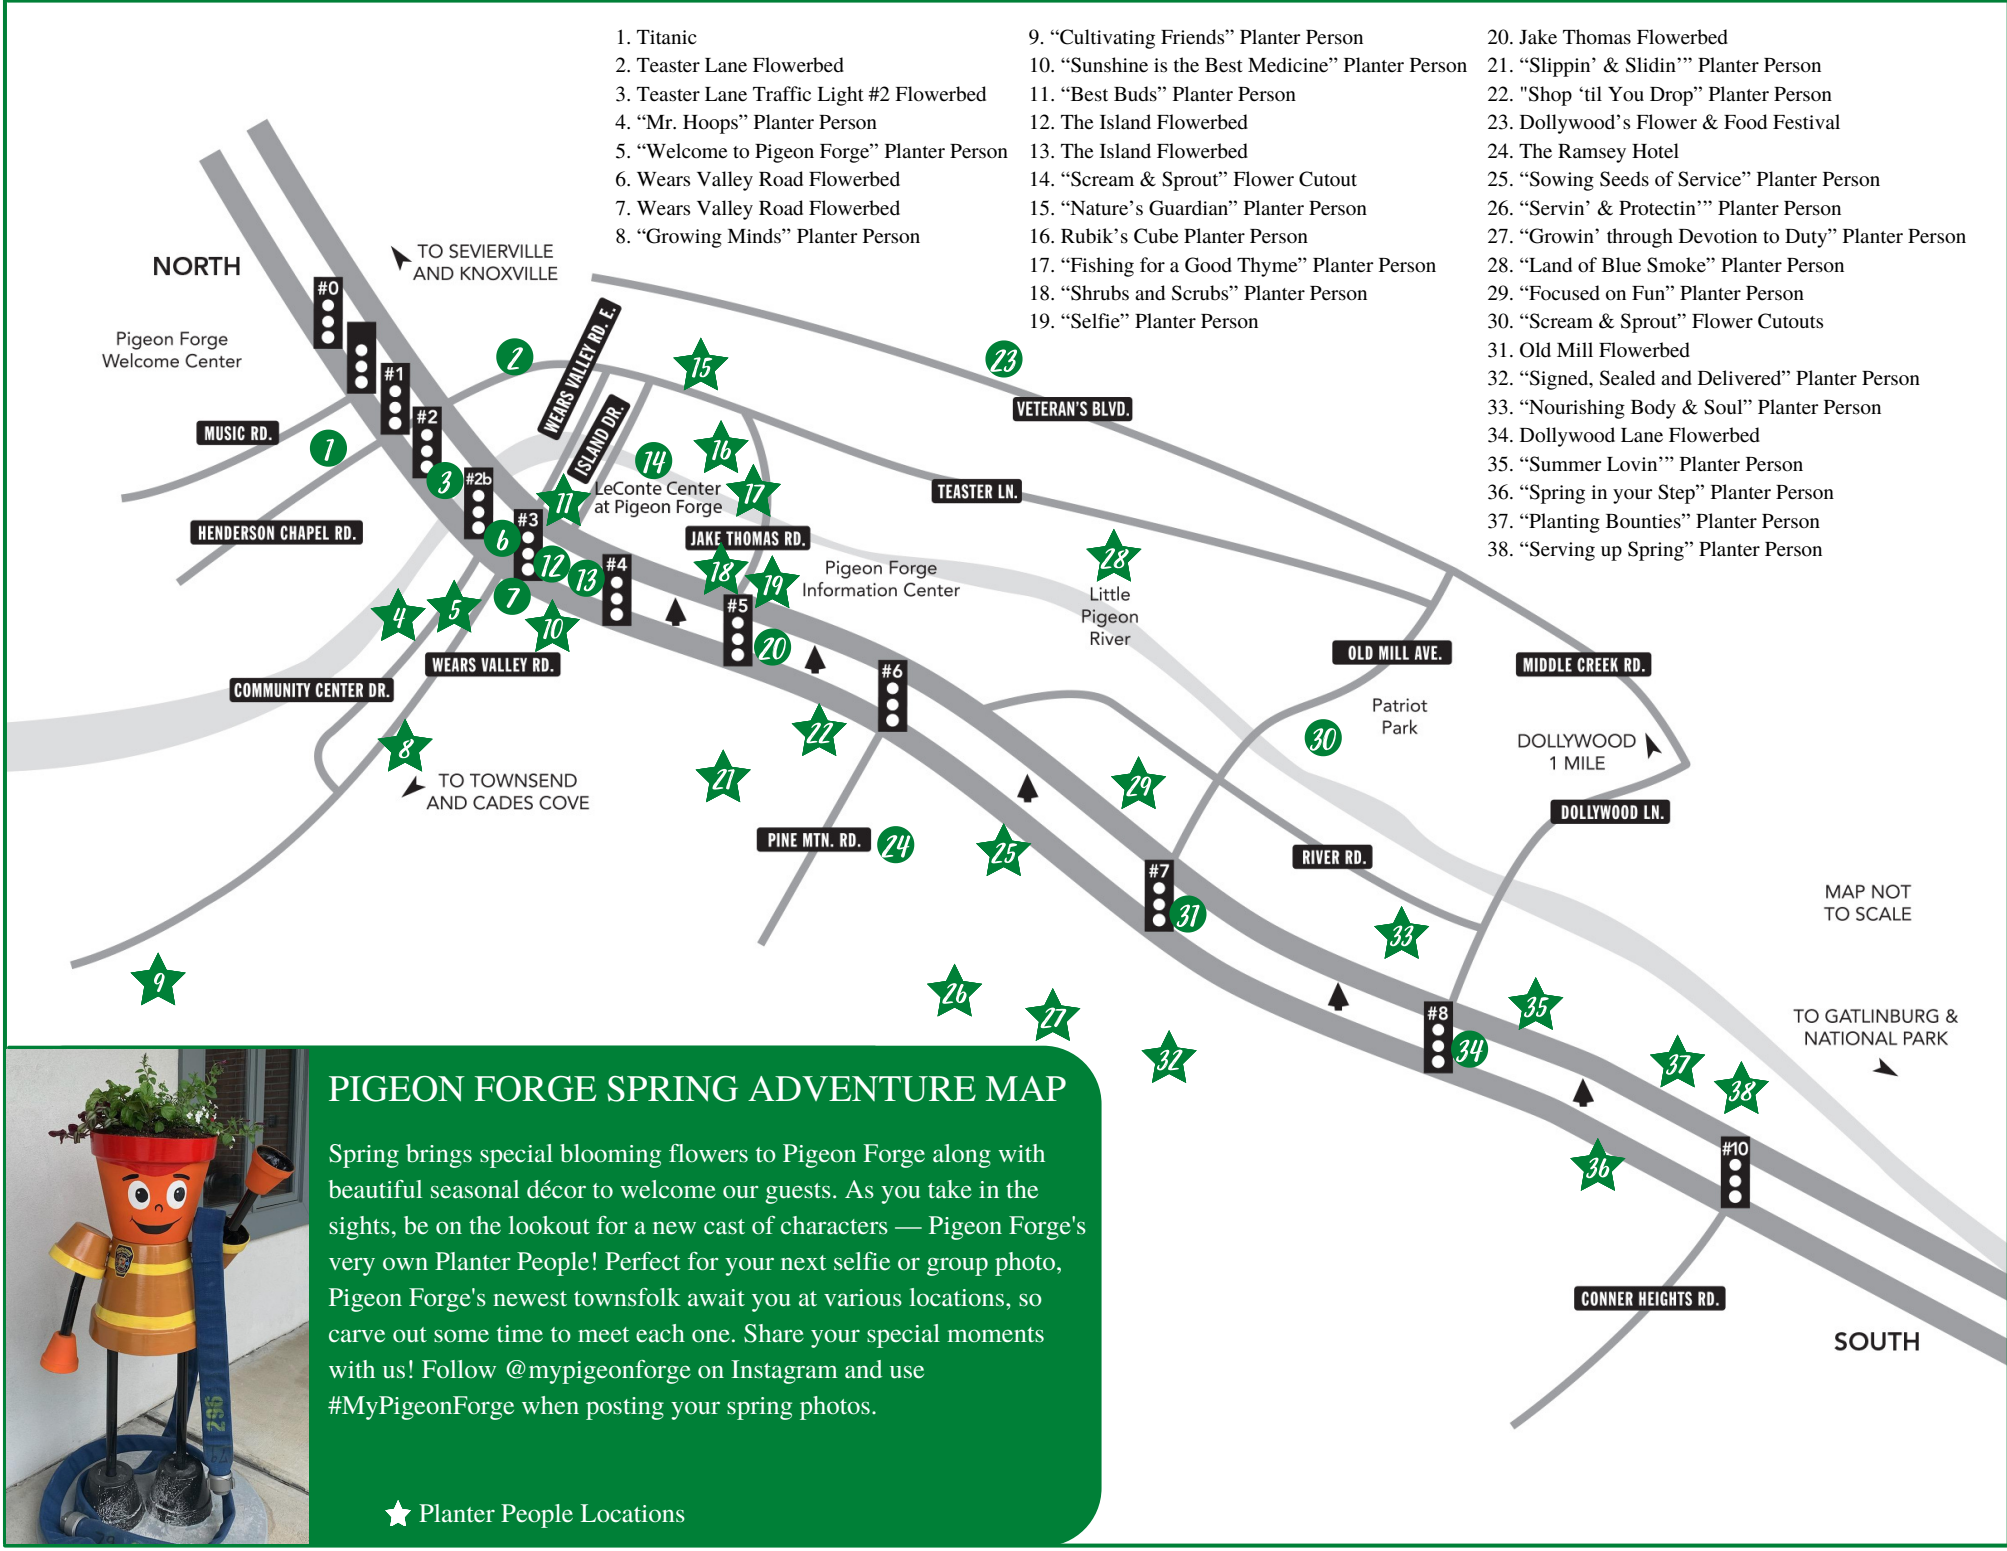 1. Titanic
2. Teaster Lane Flowerbed
3. Teaster Lane Traffic Light #2 Flowerbed
4. “Mr. Hoops” Planter Person
5. “Welcome to Pigeon Forge” Planter Person
6. Wears Valley Road Flowerbed
7. Wears Valley Road Flowerbed
8. “Growing Minds” Planter Person
9. “Cultivating Friends” Planter Person
10. “Sunshine is the Best Medicine” Planter Person
11. “Best Buds” Planter Person
12. The Island Flowerbed
13. The Island Flowerbed
14. “Scream & Sprout” Flower Cutout
15. “Nature’s Guardian” Planter Person
16. Rubik’s Cube Planter Person
17. “Fishing for a Good Thyme” Planter Person
18. “Shrubs and Scrubs” Planter Person
19. “Selfie” Planter Person
20. Jake Thomas Flowerbed
21. “Slippin’ & Slidin’” Planter Person
22. "Shop ‘til You Drop” Planter Person
23. Dollywood’s Flower & Food Festival
24. The Ramsey Hotel
25. “Sowing Seeds of Service” Planter Person
26. “Servin’ & Protectin’” Planter Person
27. “Growin’ through Devotion to Duty” Planter Person
28. “Land of Blue Smoke” Planter Person
29. “Focused on Fun” Planter Person
30. “Scream & Sprout” Flower Cutouts
31. Old Mill Flowerbed
32. “Signed, Sealed and Delivered” Planter Person
33. “Nourishing Body & Soul” Planter Person
34. Dollywood Lane Flowerbed
35. “Summer Lovin’” Planter Person
36. “Spring in your Step” Planter Person
37. “Planting Bounties” Planter Person
38. “Serving up Spring” Planter Person
NORTH
TO SEVIERVILLE
AND KNOXVILLE
Pigeon Forge
Welcome Center
#0
#1
#2
#2b
#3
#4
#5
#6
#7
#8
#10
MUSIC RD.
HENDERSON CHAPEL RD.
WEARS VALLEY RD. E.
ISLAND DR.
LeConte Center
at Pigeon Forge
JAKE THOMAS RD.
Pigeon Forge
Information Center
VETERAN'S BLVD.
TEASTER LN.
Little
Pigeon
River
OLD MILL AVE.
MIDDLE CREEK RD.
Patriot
Park
DOLLYWOOD
1 MILE
DOLLYWOOD LN.
RIVER RD.
WEARS VALLEY RD.
COMMUNITY CENTER DR.
TO TOWNSEND
AND CADES COVE
PINE MTN. RD.
MAP NOT
TO SCALE
TO GATLINBURG &
NATIONAL PARK
CONNER HEIGHTS RD.
SOUTH
1
2
3
4
5
6
7
8
9
10
11
12
13
14
15
16
17
18
19
20
21
22
23
24
25
26
27
28
29
30
31
32
33
34
35
36
37
38
PIGEON FORGE SPRING ADVENTURE MAP
Spring brings special blooming flowers to Pigeon Forge along with
beautiful seasonal décor to welcome our guests. As you take in the
sights, be on the lookout for a new cast of characters — Pigeon Forge's
very own Planter People! Perfect for your next selfie or group photo,
Pigeon Forge's newest townsfolk await you at various locations, so
carve out some time to meet each one. Share your special moments
with us! Follow @mypigeonforge on Instagram and use
#MyPigeonForge when posting your spring photos.
Planter People Locations
296